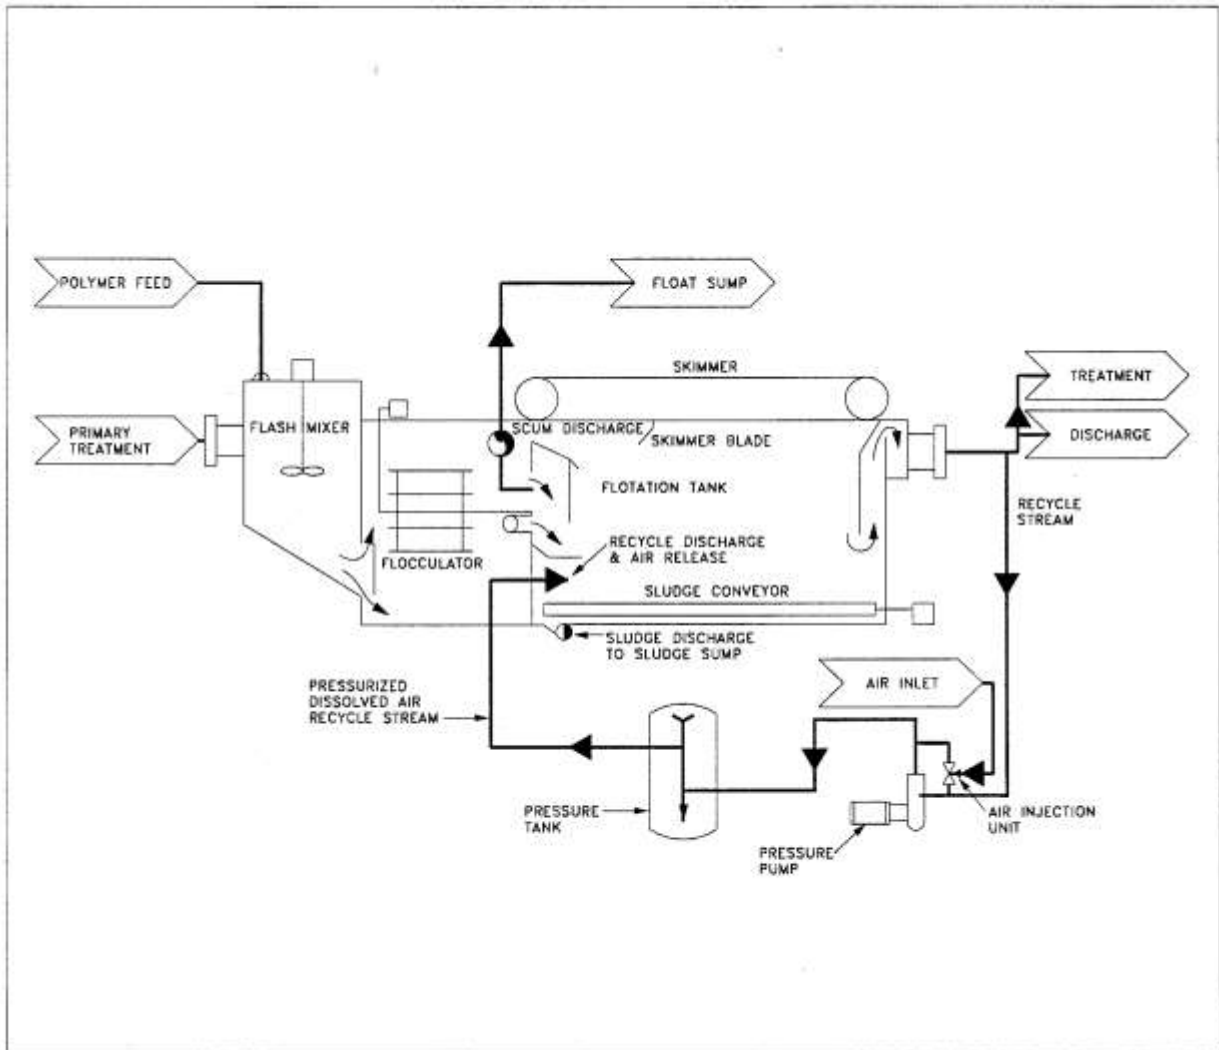 POLYMER FEED
FLOAT SUMP
SKIMMER
TREATMENT
PRIMARY
TREATMENT
FLASH MIXER
SCUM DISCHARGE
SKIMMER BLADE
DISCHARGE
FLOTATION TANK
RECYCLE
STREAM
FLOCCULATOR
RECYCLE DISCHARGE
& AIR RELEASE
SLUDGE CONVEYOR
SLUDGE DISCHARGE
TO SLUDGE SUMP
PRESSURIZED
DISSOLVED AIR
RECYCLE STREAM
AIR INLET
PRESSURE
TANK
AIR INJECTION
UNIT
PRESSURE
PUMP